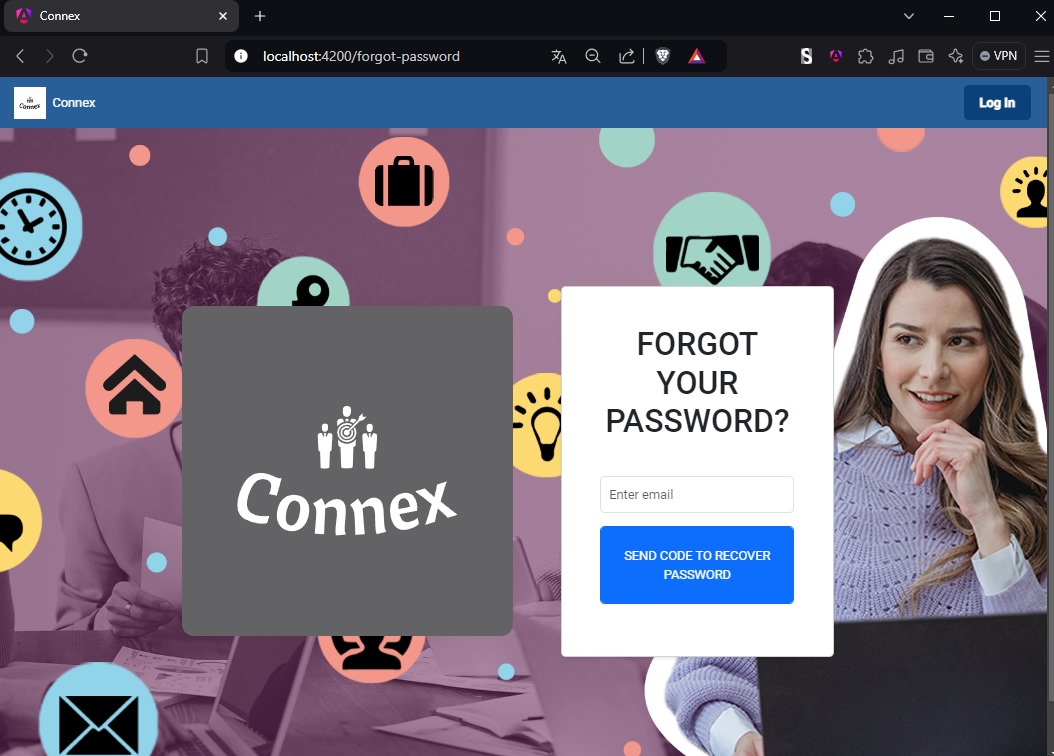 Connex
localhost:4200/forgot-password
VPN
Connex
Connex
Log In
Connex
FORGOT
YOUR
PASSWORD?
Enter email
SEND CODE TO RECOVER
PASSWORD